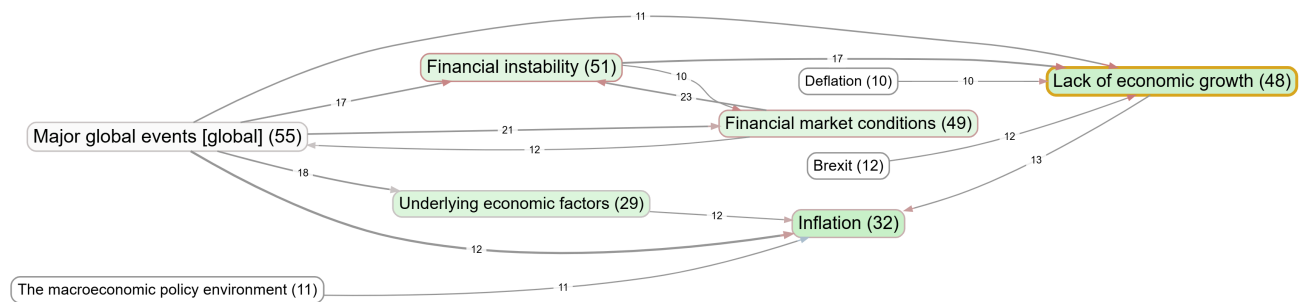 11
Financial instability (51)
17
Deflation (10)
10
Lack of economic growth (48)
10
23
17
Major global events [global] (55)
21
Financial market conditions (49)
12
12
Brexit (12)
13
18
Underlying economic factors (29)
12
Inflation (32)
12
The macroeconomic policy environment (11)
11